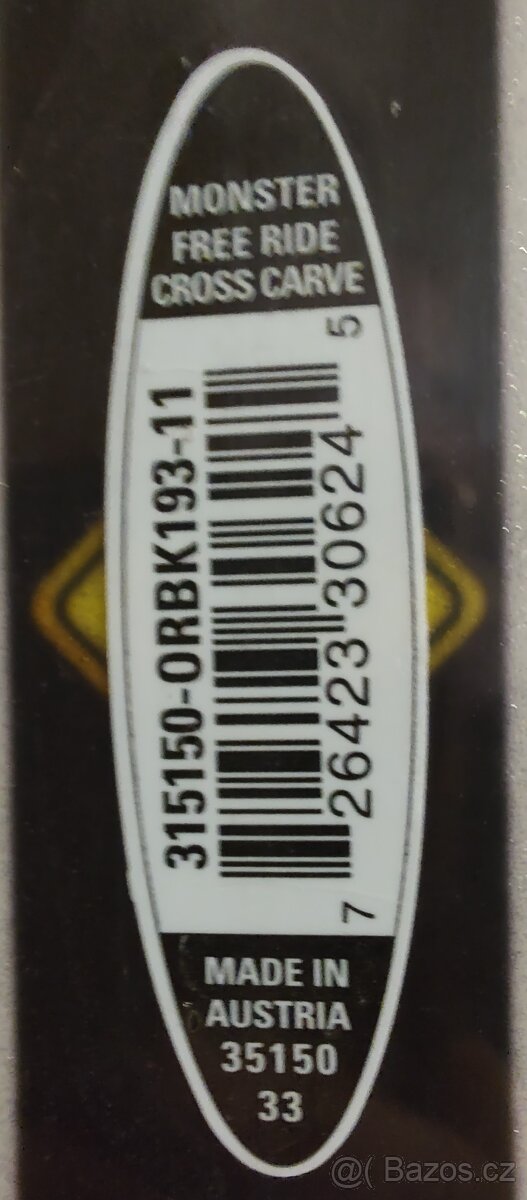 MONSTER
FREE RIDE
CROSS CARVE
315150-ORBK193-11
7 26423 30624 5
MADE IN
AUSTRIA
35150
33
@( Bazos.cz